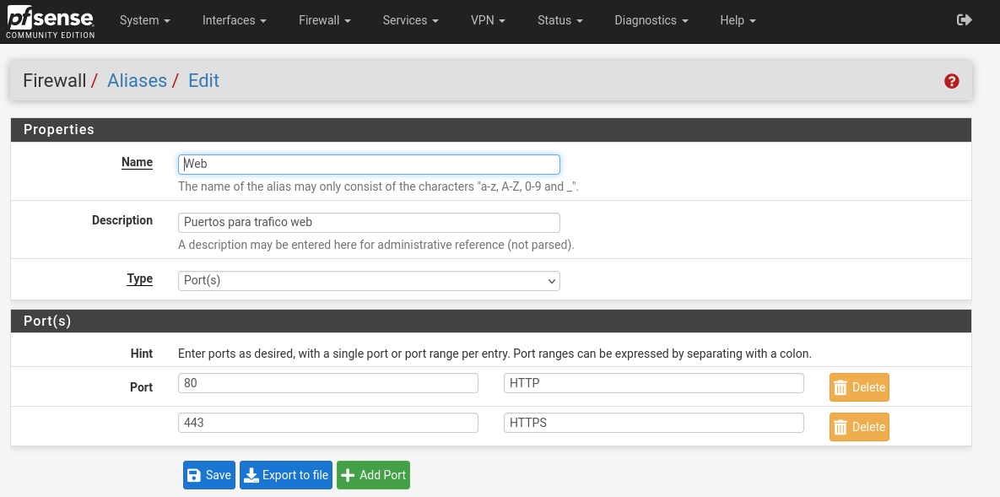 pfsense System Interfaces Firewall Services VPN Status Diagnostics Help
COMMUNITY EDITION
Firewall / Aliases / Edit
Properties
Name Web
The name of the alias may only consist of the characters "a-z, A-Z, 0-9 and _".
Description Puertos para trafico web
A description may be entered here for administrative reference (not parsed).
Type Port(s)
Port(s)
Hint Enter ports as desired, with a single port or port range per entry. Port ranges can be expressed by separating with a colon.
Port 80 HTTP Delete
443 HTTPS Delete
Save Export to file Add Port